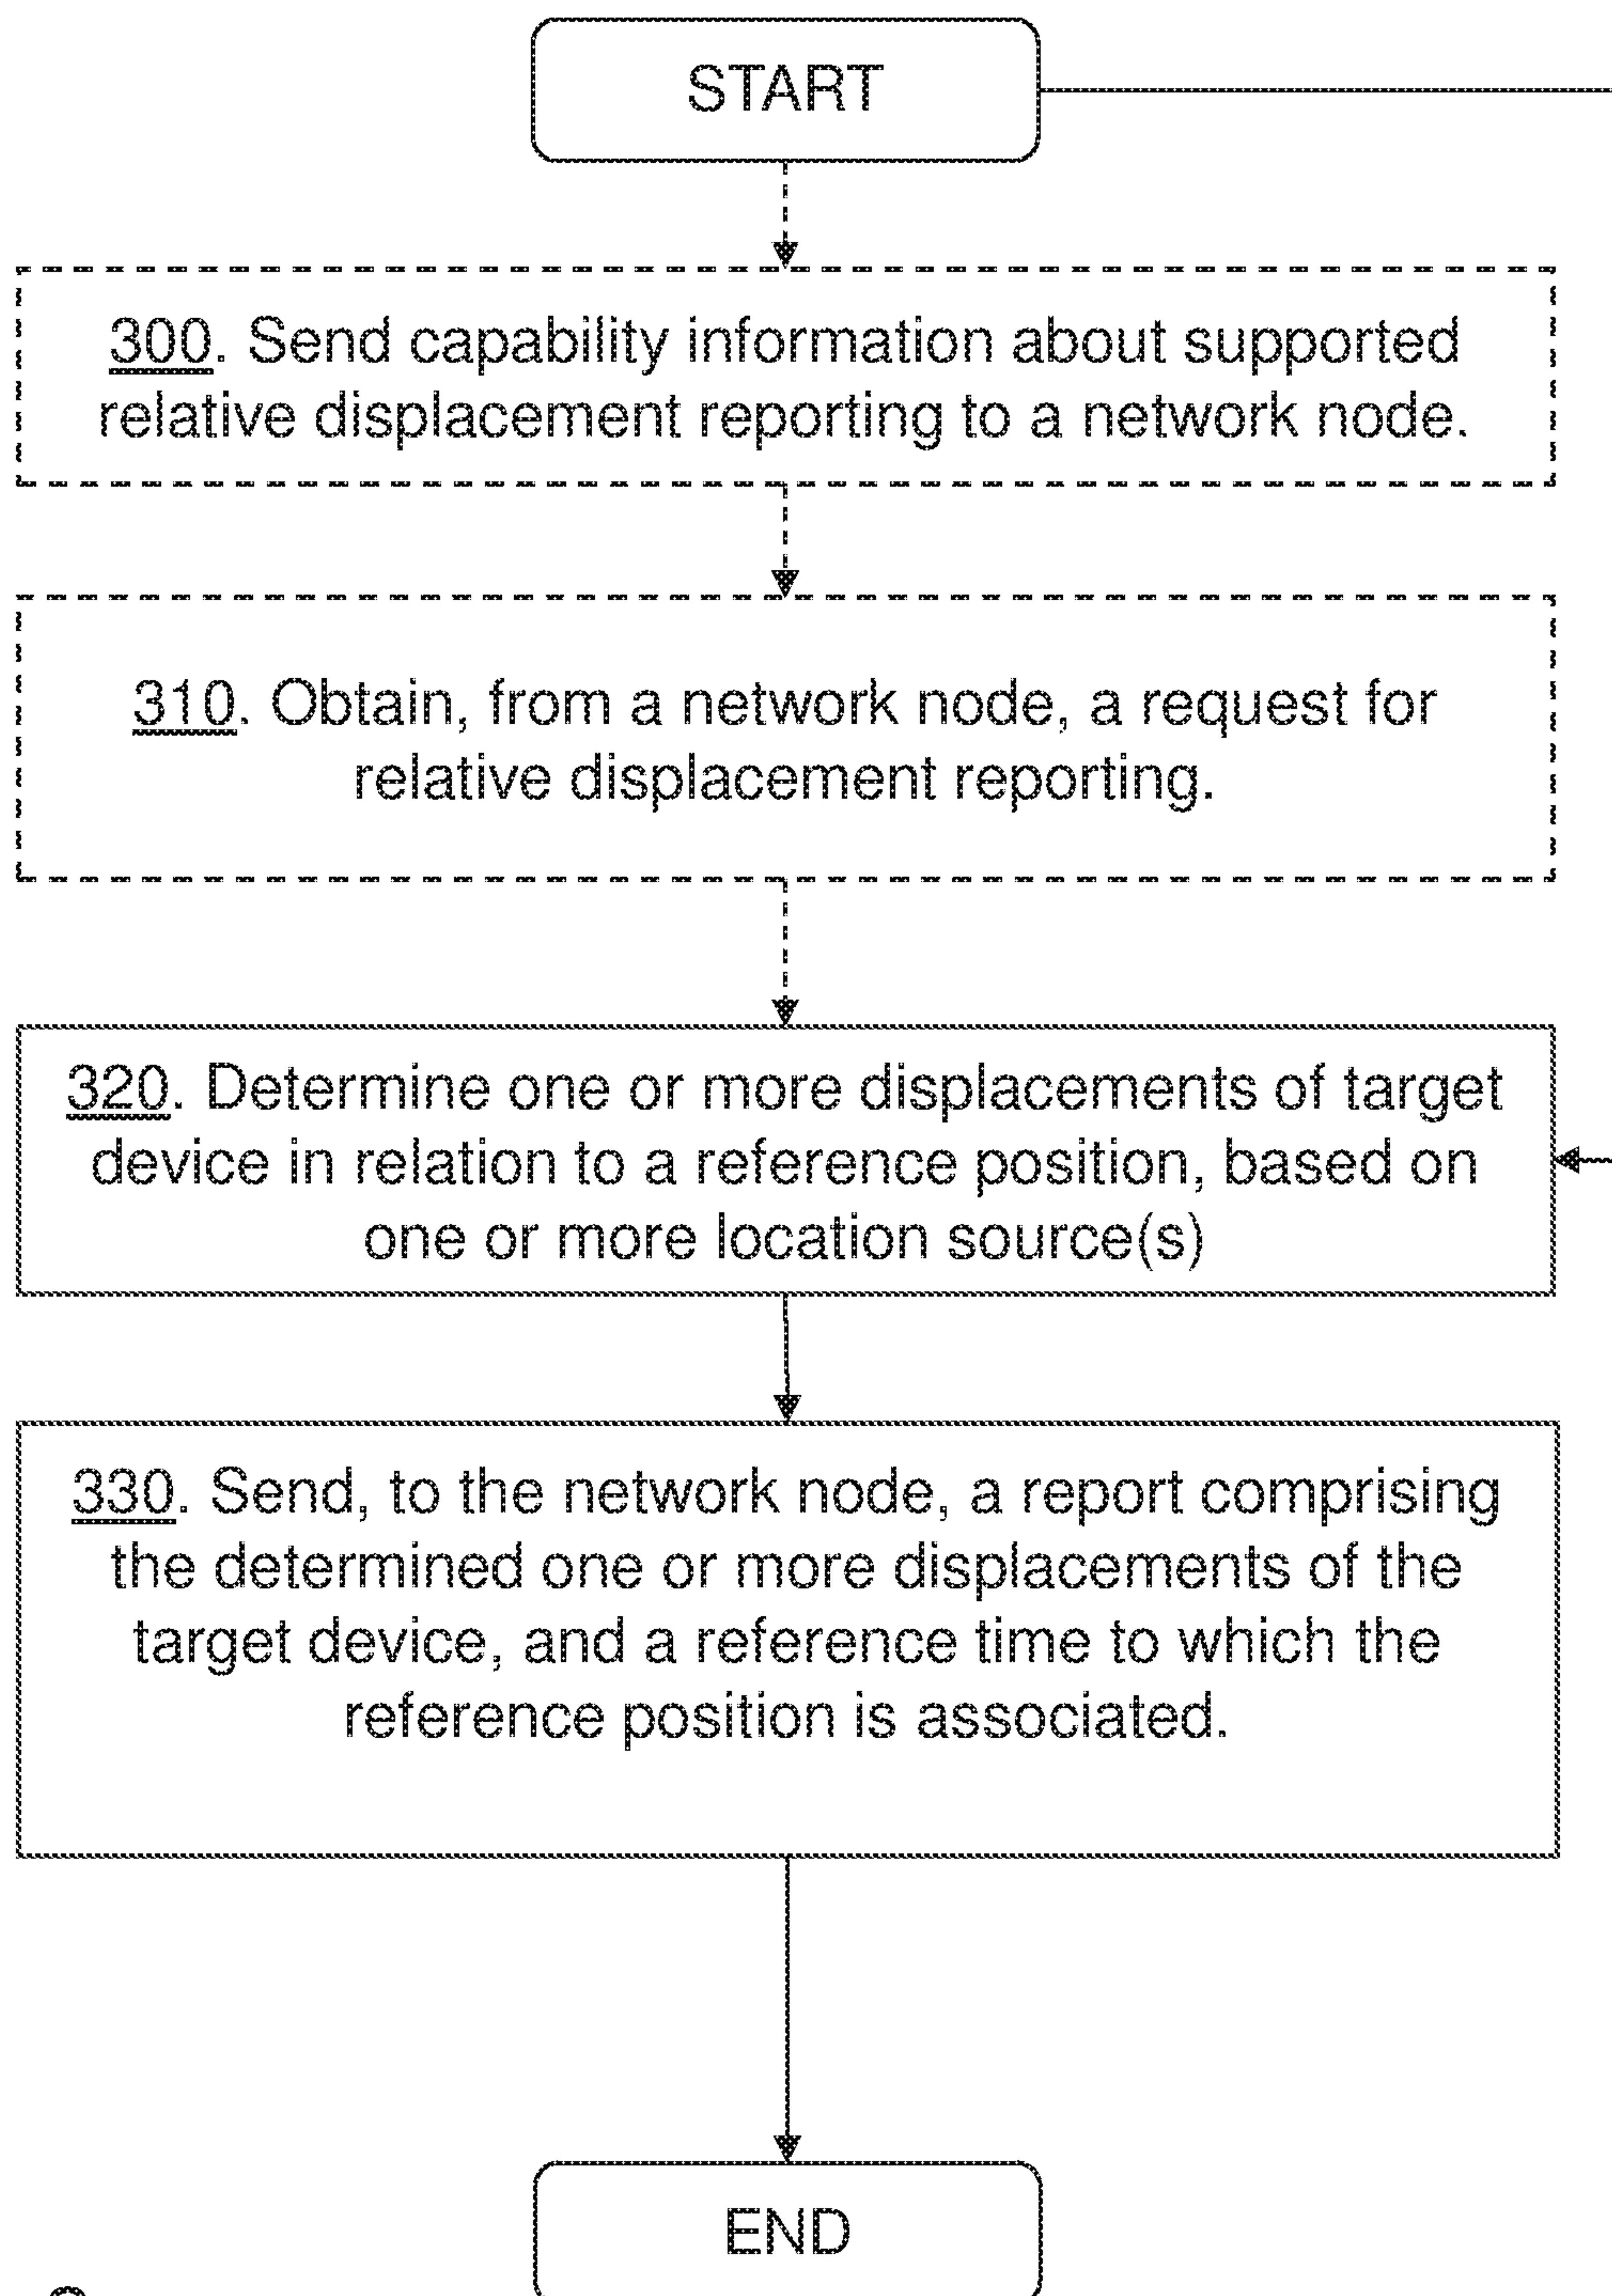 START
300. Send capability information about supported
relative displacement reporting to a network node.
310. Obtain, from a network node, a request for
relative displacement reporting.
320. Determine one or more displacements of target
device in relation to a reference position, based on
one or more location source(s)
330. Send, to the network node, a report comprising
the determined one or more displacements of the
target device, and a reference time to which the
reference position is associated.
END